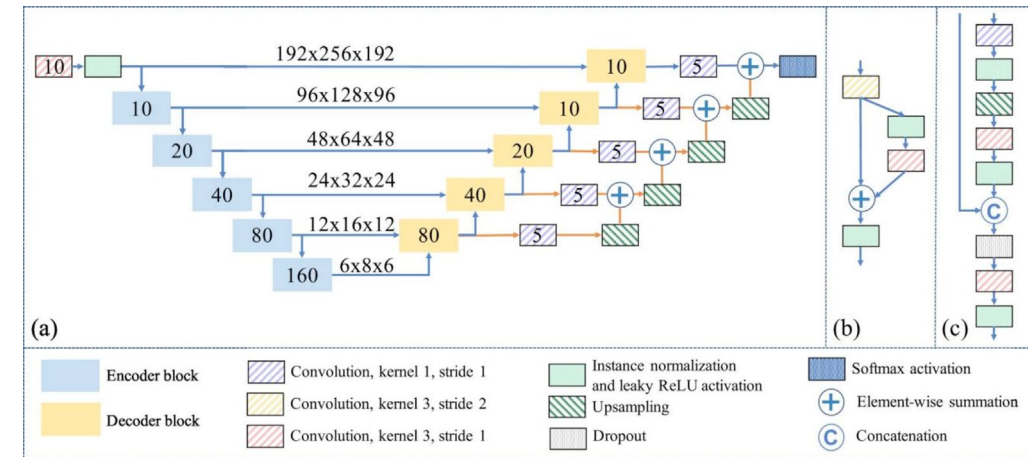 192x256x192
10
10
5
10
96x128x96
10
5
20
48x64x48
20
5
40
24x32x24
40
5
80
12x16x12
80
5
160
6x8x6
C
(a)
(b)
(c)
Encoder block
Decoder block
Convolution, kernel 1, stride 1
Convolution, kernel 3, stride 2
Convolution, kernel 3, stride 1
Instance normalization
and leaky ReLU activation
Upsampling
Dropout
Softmax activation
Element-wise summation
C
Concatenation